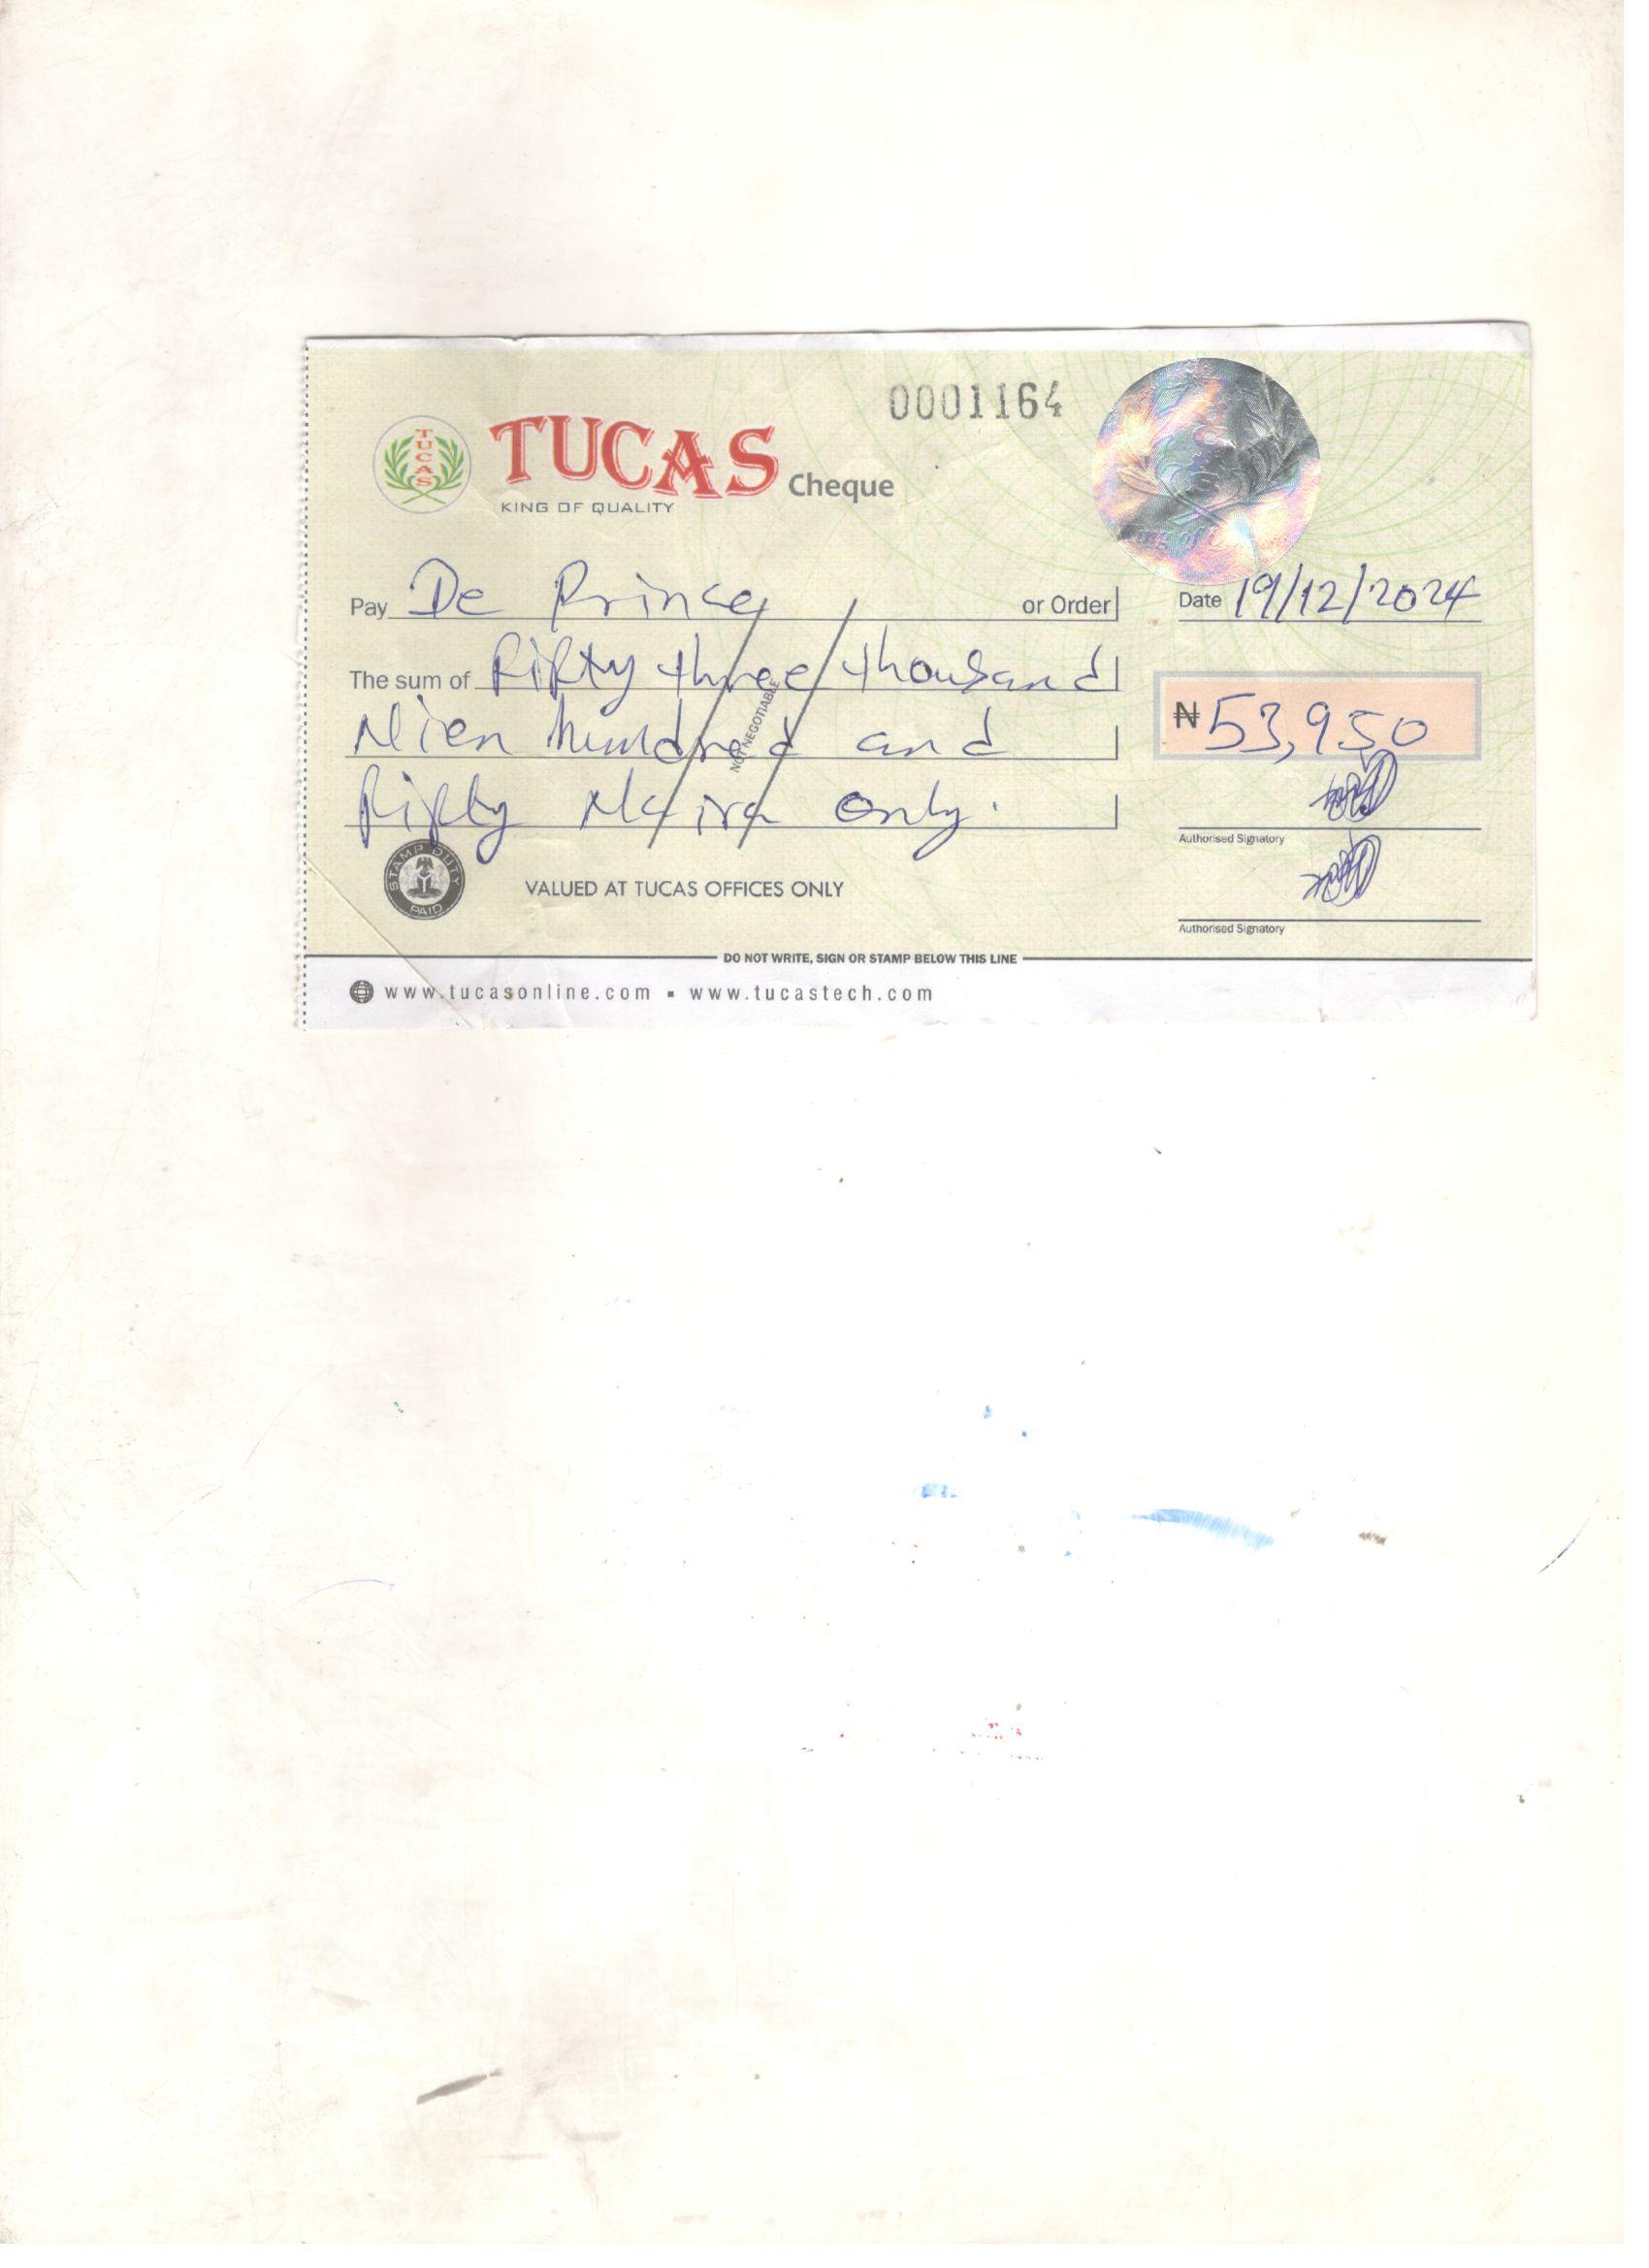 0001164
TUCAS
TUCAS Cheque
KING OF QUALITY
Pay De Prince or Order
Date 19/12/2024
The sum of Fifty three thousand
Nien hundred and
Fifty Naira only.
NOT NEGOTIABLE
₦ 53,950
Authorised Signatory
Authorised Signatory
STAMP DUTY
PAID
VALUED AT TUCAS OFFICES ONLY
DO NOT WRITE, SIGN OR STAMP BELOW THIS LINE
www.tucasonline.com ▪ www.tucastech.com